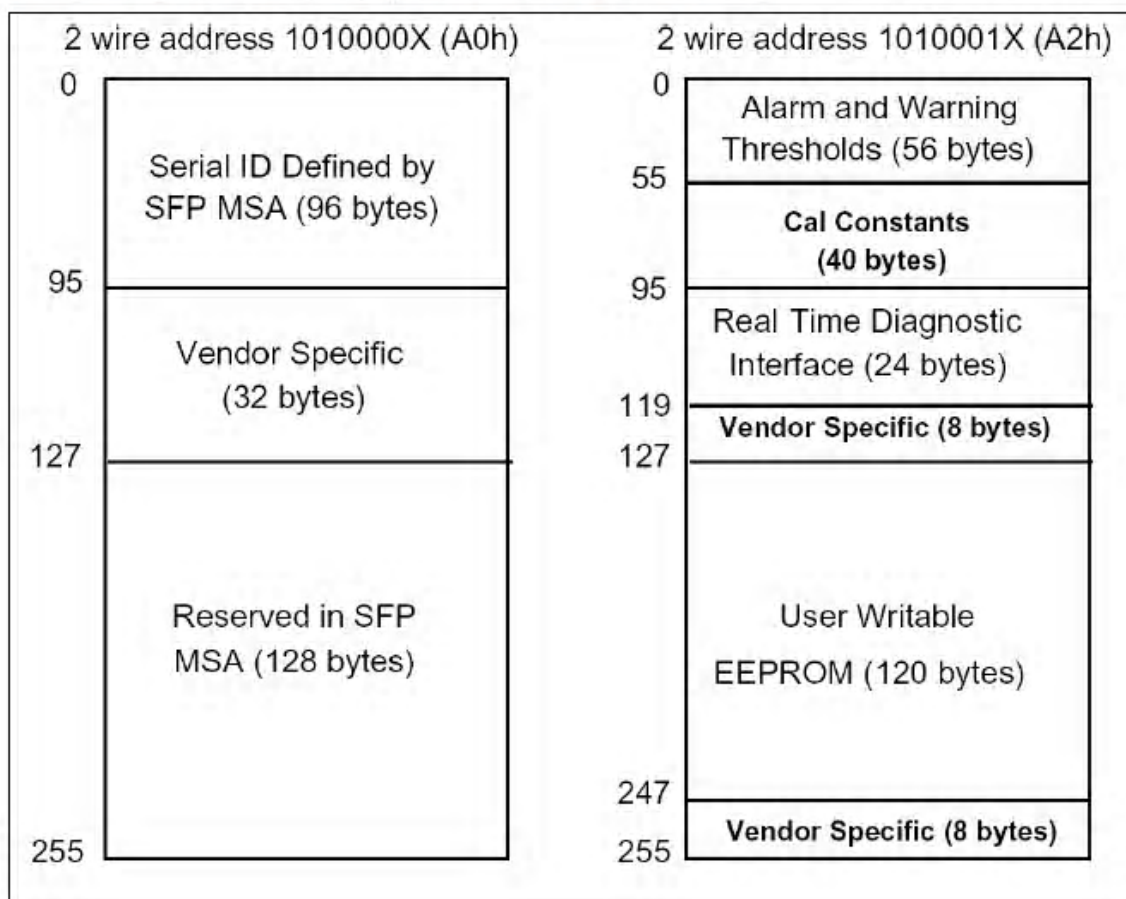 2 wire address 1010000X (A0h)
0
Serial ID Defined by
SFP MSA (96 bytes)
95
Vendor Specific
(32 bytes)
127
Reserved in SFP
MSA (128 bytes)
255
2 wire address 1010001X (A2h)
0
Alarm and Warning
Thresholds (56 bytes)
55
Cal Constants
(40 bytes)
95
Real Time Diagnostic
Interface (24 bytes)
119
Vendor Specific (8 bytes)
127
User Writable
EEPROM (120 bytes)
247
Vendor Specific (8 bytes)
255